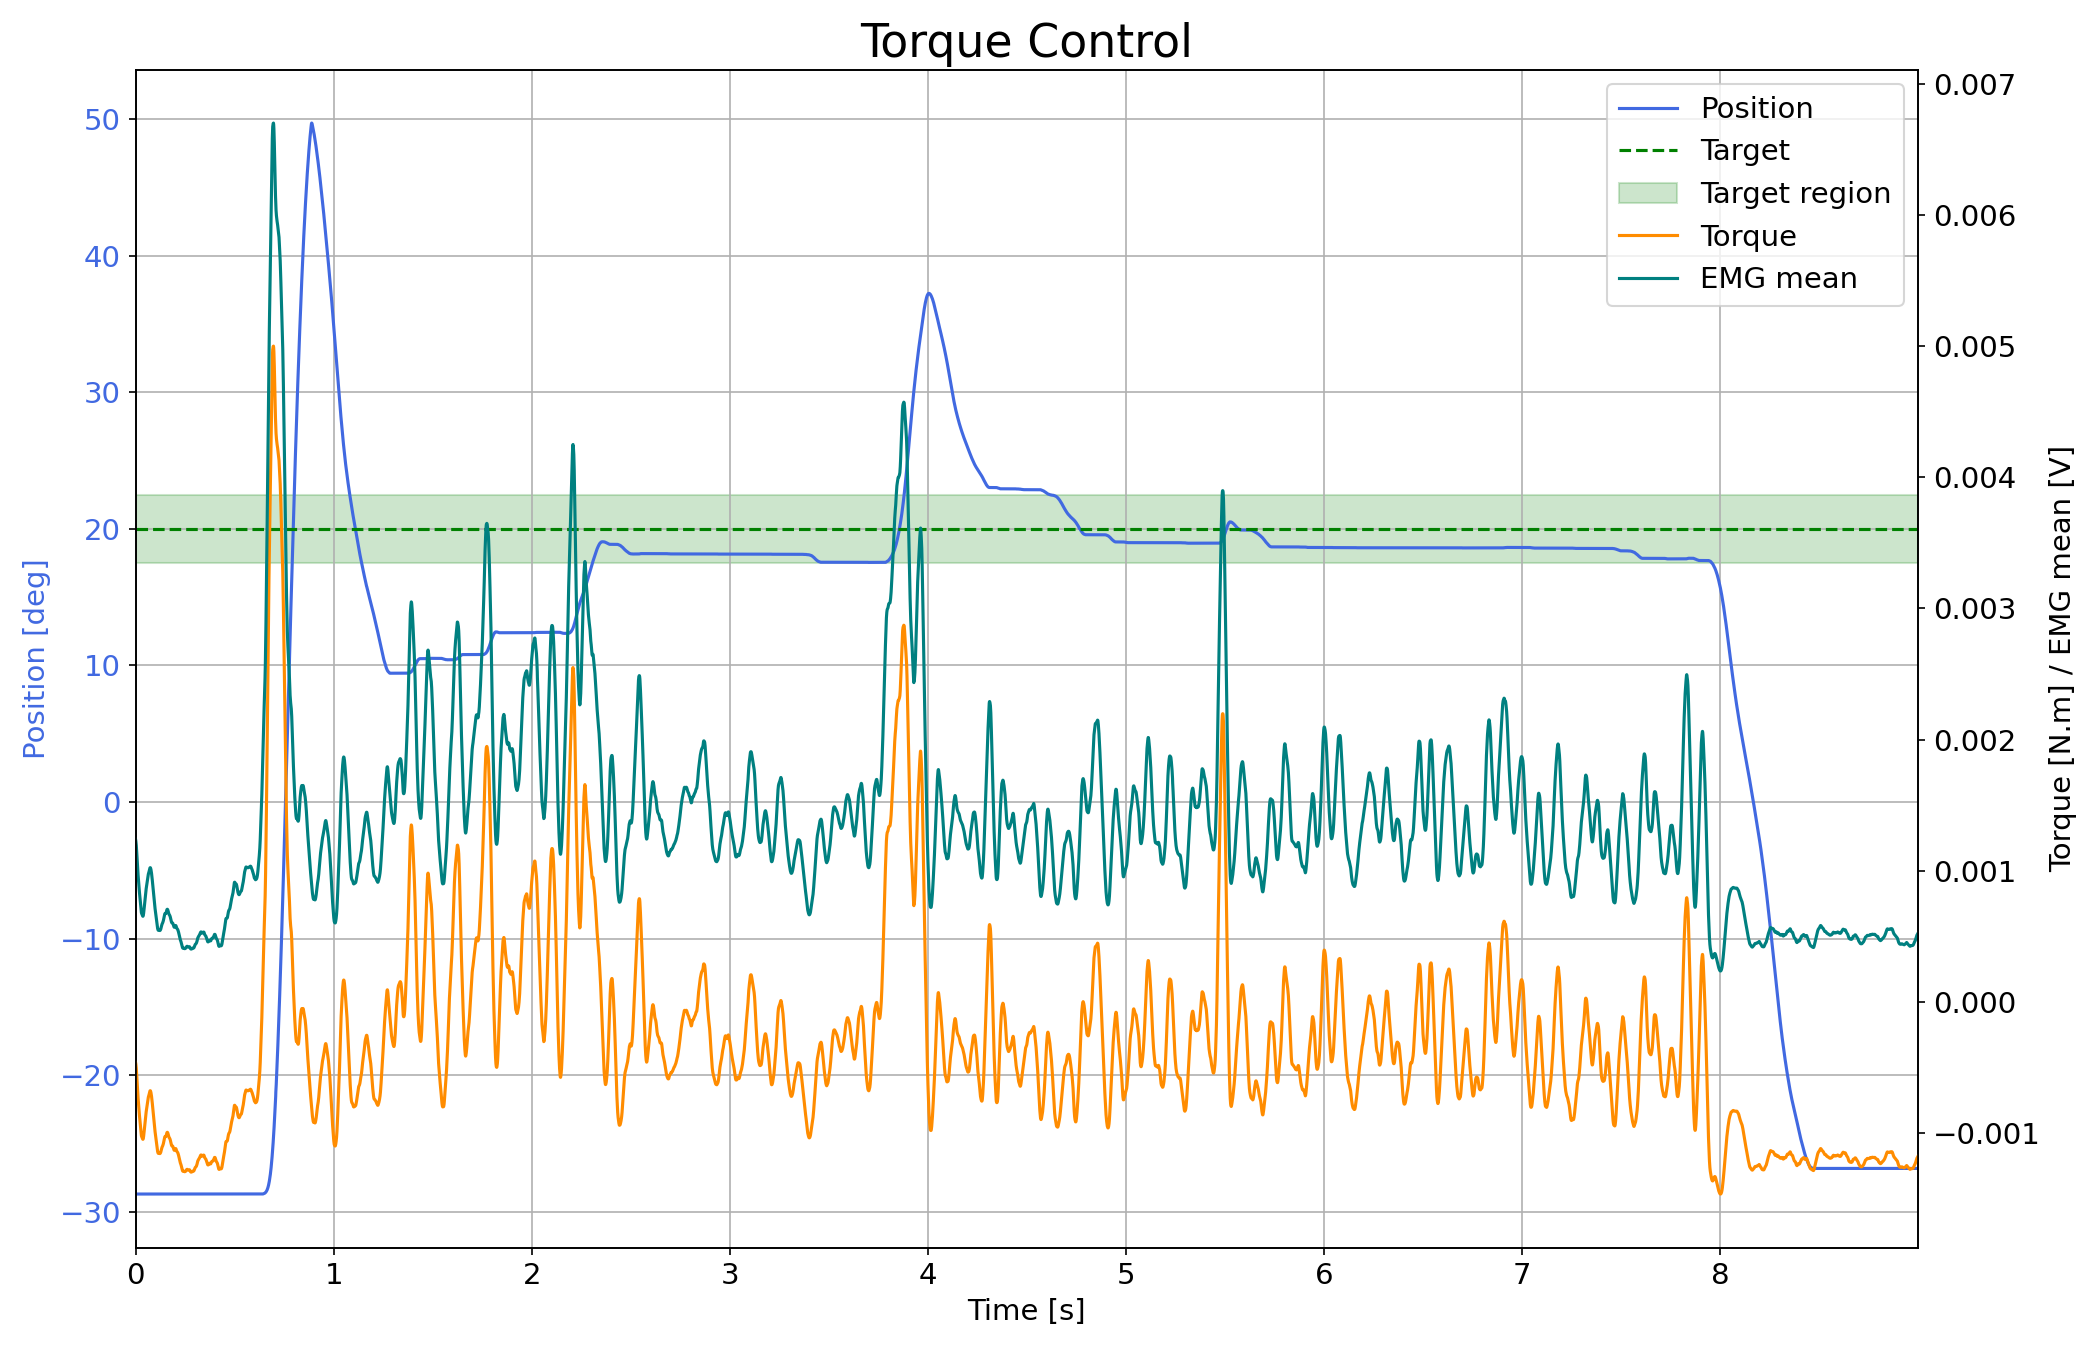 Torque Control
Position [deg]
50
40
30
20
10
0
−10
−20
−30
0 1 2 3 4 5 6 7 8
Time [s]
0.007
0.006
0.005
0.004
0.003
0.002
0.001
0.000
−0.001
Torque [N.m] / EMG mean [V]
Position
Target
Target region
Torque
EMG mean